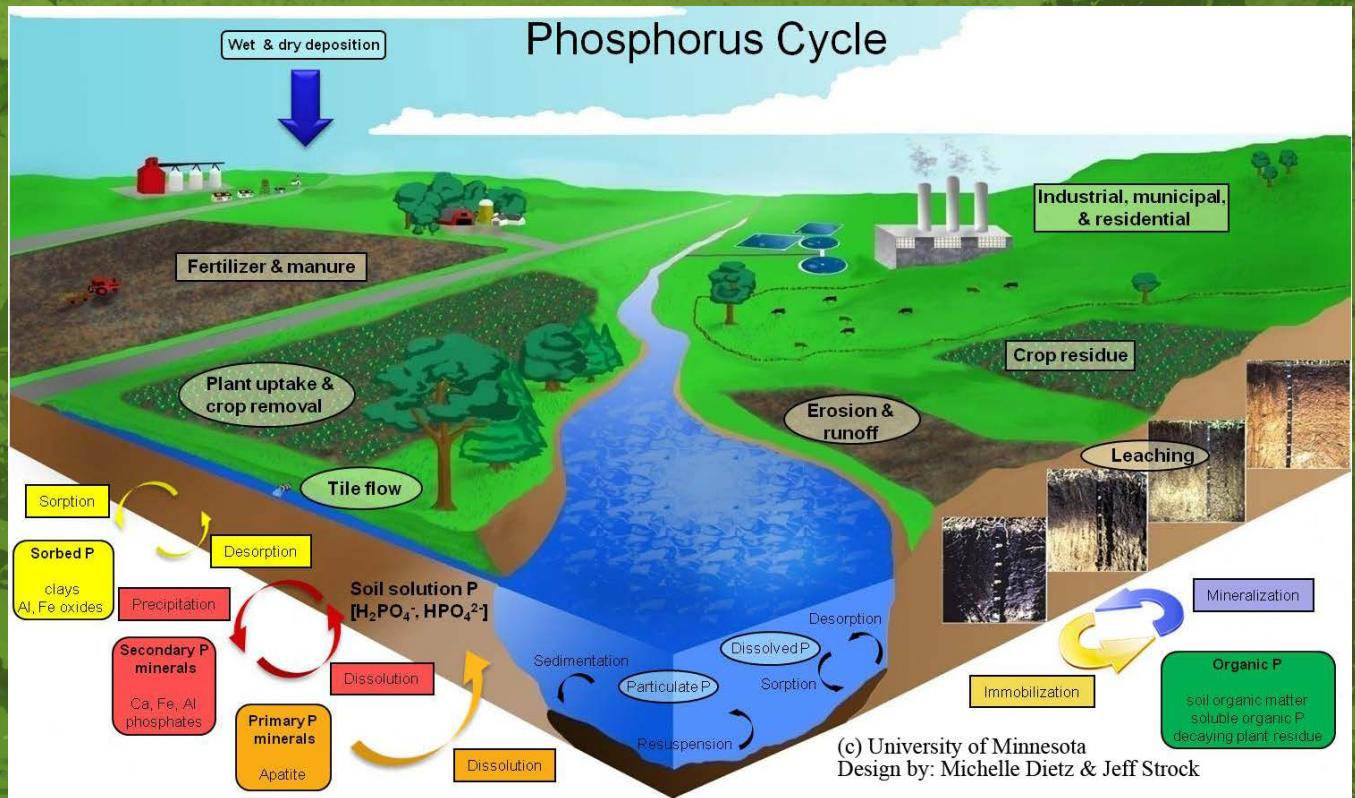 Wet & dry deposition
Phosphorus Cycle
Industrial, municipal,
& residential
Fertilizer & manure
Crop residue
Plant uptake &
crop removal
Erosion &
runoff
Leaching
Tile flow
Sorption
Desorption
Sorbed P
clays
Al, Fe oxides
Precipitation
Soil solution P
[H₂PO₄⁻, HPO₄²⁻]
Secondary P
minerals
Ca, Fe, Al
phosphates
Dissolution
Primary P
minerals
Apatite
Dissolution
Sedimentation
Particulate P
Resuspension
Dissolved P
Desorption
Sorption
Mineralization
Immobilization
Organic P
soil organic matter
soluble organic P
decaying plant residue
(c) University of Minnesota
Design by: Michelle Dietz & Jeff Strock